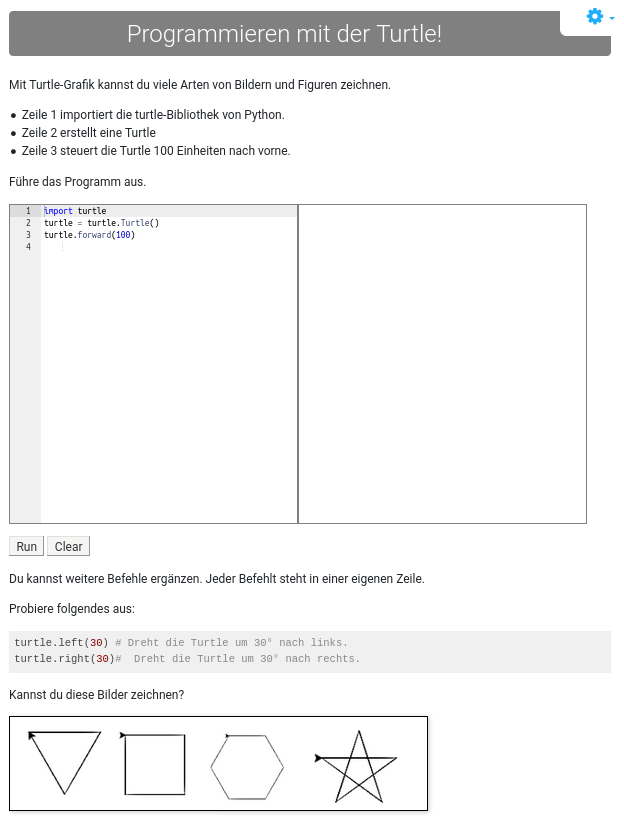 Programmieren mit der Turtle!
Mit Turtle-Grafik kannst du viele Arten von Bildern und Figuren zeichnen.
• Zeile 1 importiert die turtle-Bibliothek von Python.
• Zeile 2 erstellt eine Turtle
• Zeile 3 steuert die Turtle 100 Einheiten nach vorne.
Führe das Programm aus.
1 import turtle
2 turtle = turtle.Turtle()
3 turtle.forward(100)
4
Run Clear
Du kannst weitere Befehle ergänzen. Jeder Befehlt steht in einer eigenen Zeile.
Probiere folgendes aus:
turtle.left(30) # Dreht die Turtle um 30° nach links.
turtle.right(30)#  Dreht die Turtle um 30° nach rechts.
Kannst du diese Bilder zeichnen?